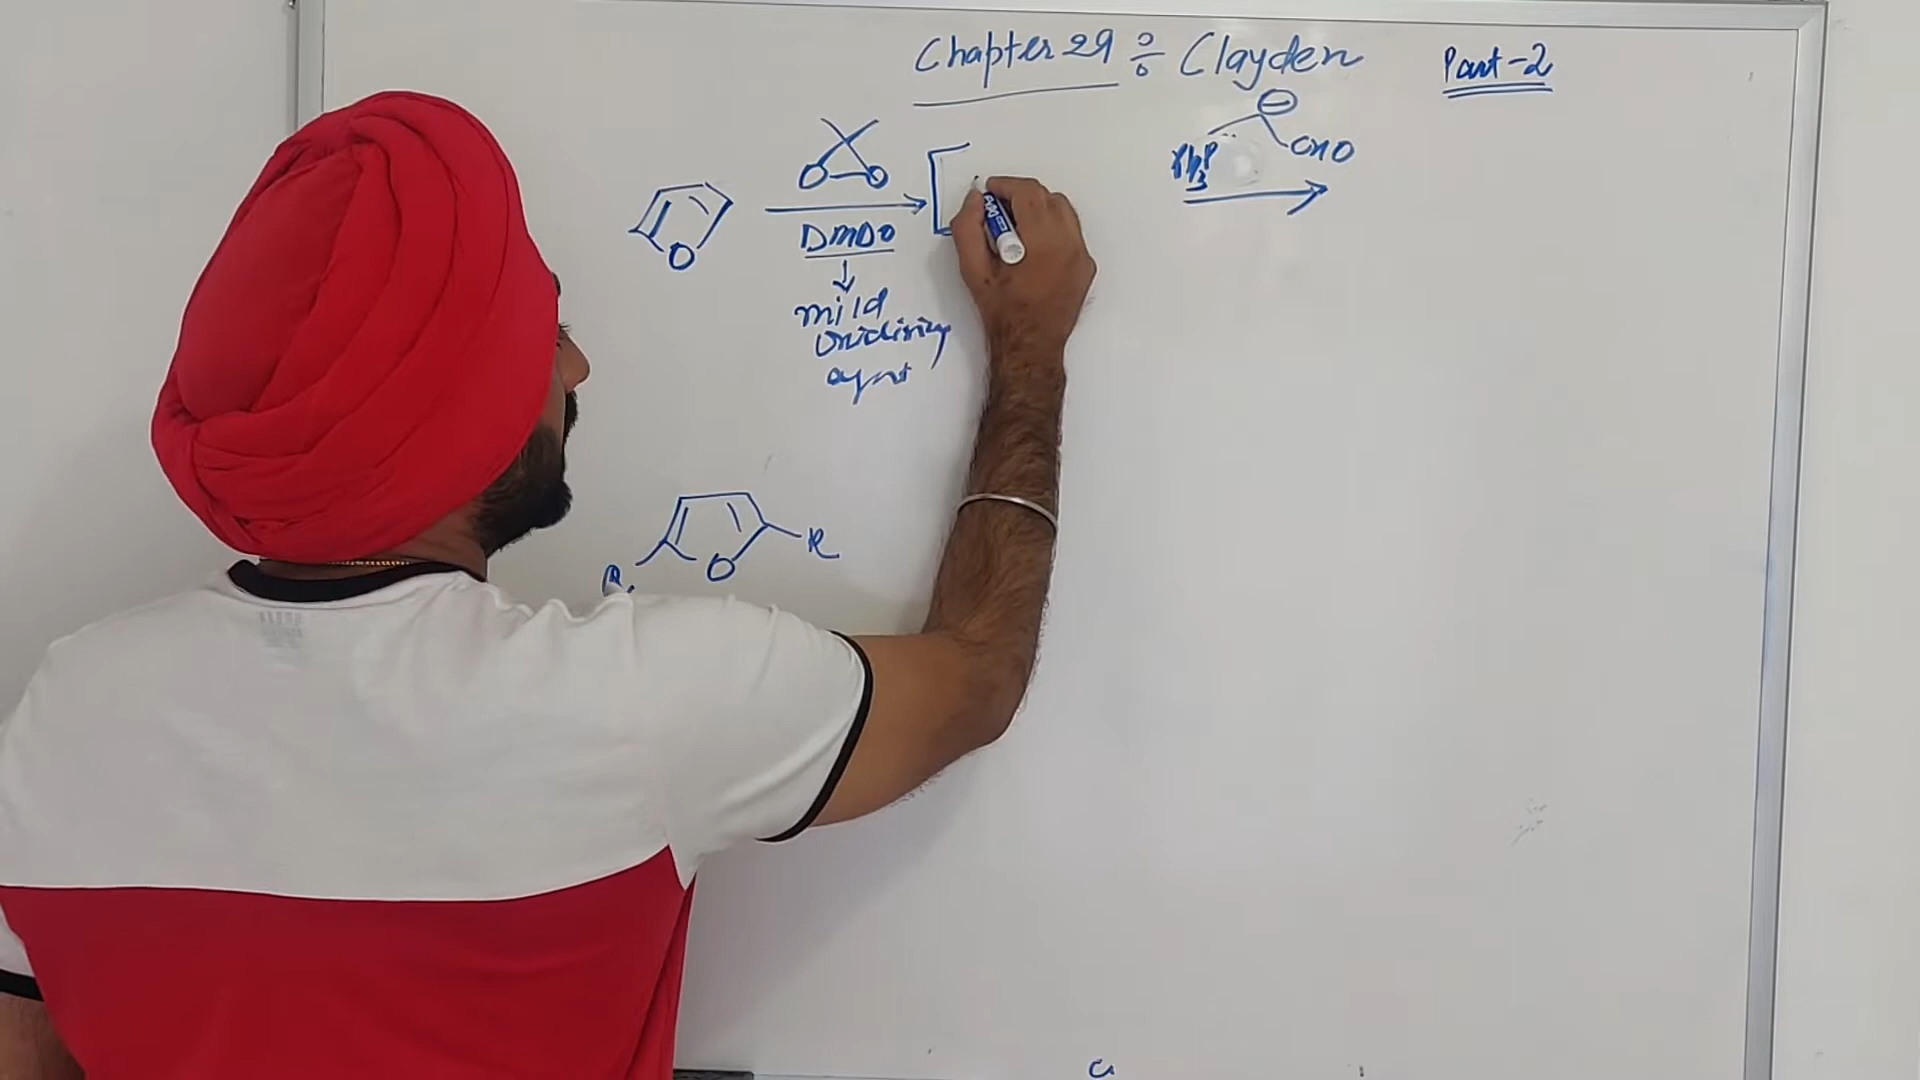 Chapter 29 ÷ Clayden Part-2
⊖
Ph3P CHO
O O
O
DMDO
↓
mild
Oxidising
agent
R O R